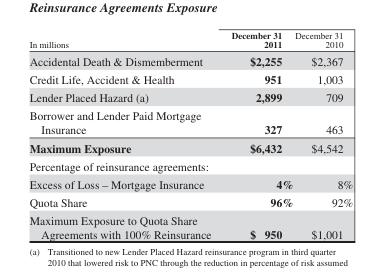 Reinsurance Agreements Exposure
In millions December 31 2011 December 31 2010
Accidental Death & Dismemberment $2,255 $2,367
Credit Life, Accident & Health 951 1,003
Lender Placed Hazard (a) 2,899 709
Borrower and Lender Paid Mortgage
Insurance 327 463
Maximum Exposure $6,432 $4,542
Percentage of reinsurance agreements:
Excess of Loss – Mortgage Insurance 4% 8%
Quota Share 96% 92%
Maximum Exposure to Quota Share
Agreements with 100% Reinsurance $ 950 $1,001
(a) Transitioned to new Lender Placed Hazard reinsurance program in third quarter
2010 that lowered risk to PNC through the reduction in percentage of risk assumed